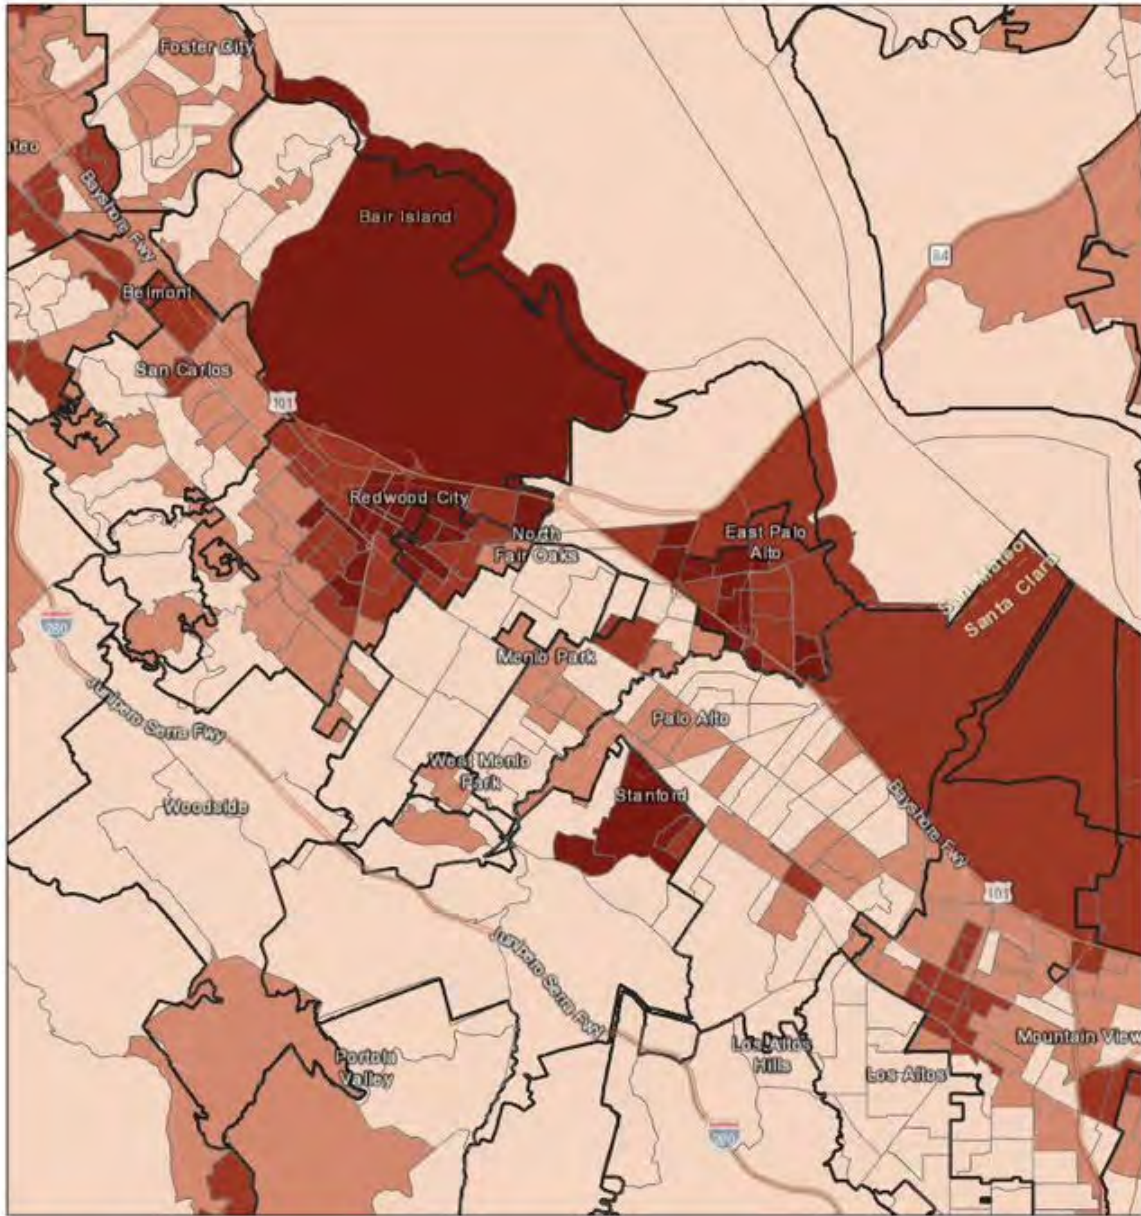 Foster City
ateo
Bayshore Fwy
Bair Island
84
Belmont
San Carlos
101
Redwood City
North
Fair Oaks
East Palo
Alto
San Mateo
Santa Clara
280
Menlo Park
Junipero Serra Fwy
Palo Alto
West Menlo
Park
Stanford
Woodside
Bayshore Fwy
101
Junipero Serra Fwy
Mountain View
Portola
Valley
Los Altos
Hills
Los Altos
280